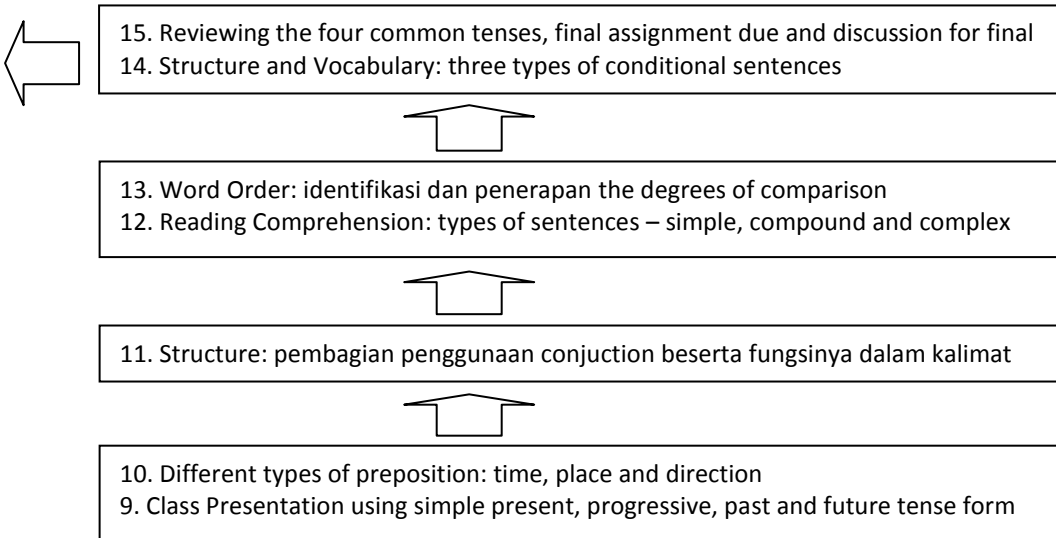 15. Reviewing the four common tenses, final assignment due and discussion for final
14. Structure and Vocabulary: three types of conditional sentences
13. Word Order: identifikasi dan penerapan the degrees of comparison
12. Reading Comprehension: types of sentences – simple, compound and complex
11. Structure: pembagian penggunaan conjuction beserta fungsinya dalam kalimat
10. Different types of preposition: time, place and direction
9. Class Presentation using simple present, progressive, past and future tense form